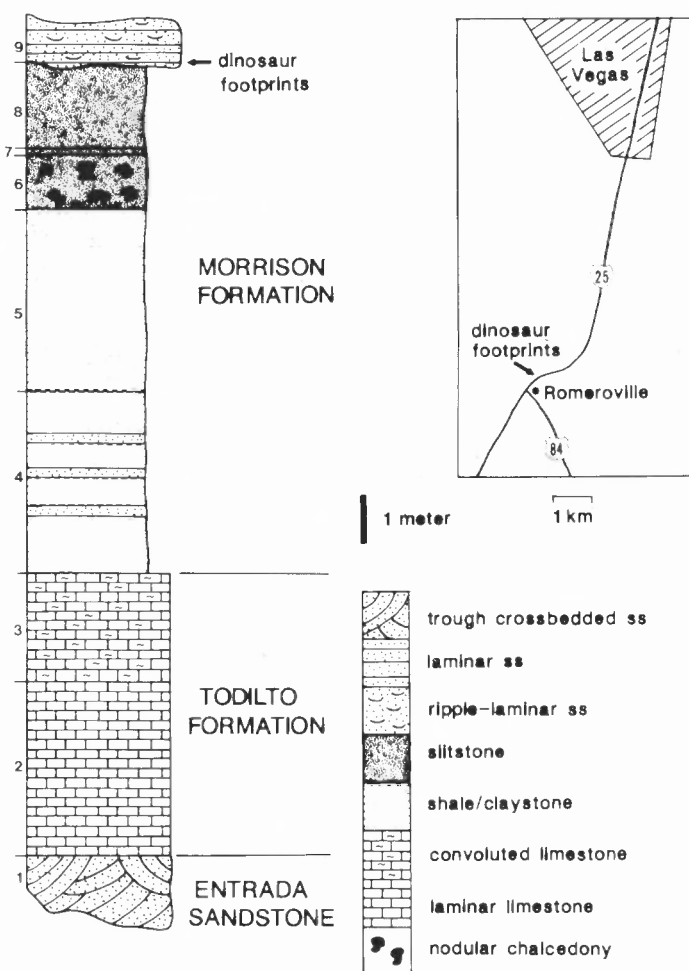 9
dinosaur
footprints
8
7
6
MORRISON
FORMATION
5
4
3
TODILTO
FORMATION
2
1
ENTRADA
SANDSTONE
Las
Vegas
25
dinosaur
footprints
Romeroville
84
1 meter
1 km
trough crossbedded ss
laminar ss
ripple-laminar ss
siltstone
shale/claystone
convoluted limestone
laminar limestone
nodular chalcedony